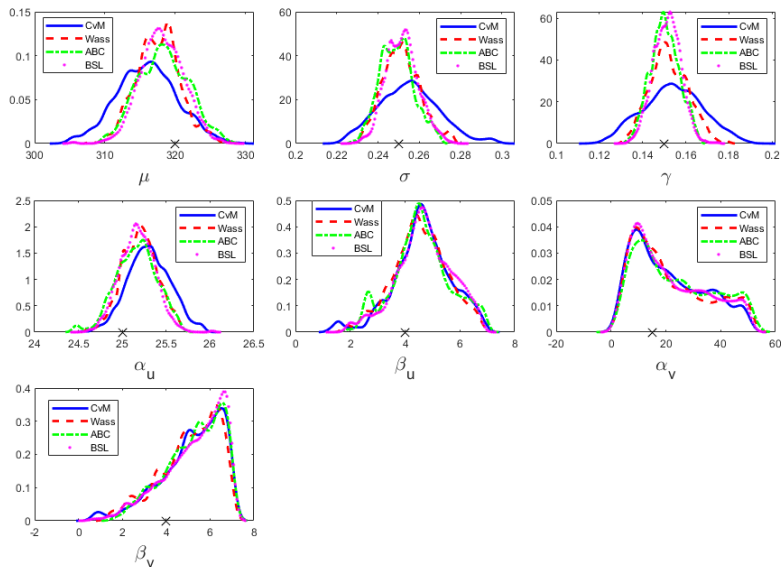 0.15
0.1
0.05
0
300
310
320
330
CvM
Wass
ABC
BSL
μ
60
40
20
0
0.2
0.22
0.24
0.26
0.28
0.3
CvM
Wass
ABC
BSL
σ
60
40
20
0
0.1
0.12
0.14
0.16
0.18
0.2
CvM
Wass
ABC
BSL
γ
2.5
2
1.5
1
0.5
0
24
24.5
25
25.5
26
26.5
CvM
Wass
ABC
BSL
α_u
0.5
0.4
0.3
0.2
0.1
0
0
2
4
6
8
CvM
Wass
ABC
BSL
β_u
0.05
0.04
0.03
0.02
0.01
0
-20
0
20
40
60
CvM
Wass
ABC
BSL
α_v
0.4
0.3
0.2
0.1
0
-2
0
2
4
6
8
CvM
Wass
ABC
BSL
β_v